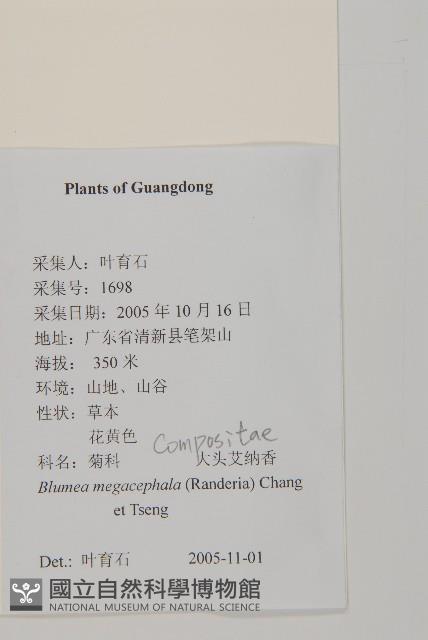 Plants of Guangdong
采集人：叶育石
采集号：1698
采集日期：2005 年 10 月 16 日
地址：广东省清新县笔架山
海拔： 350 米
环境：山地、山谷
性状：草本
花黄色
Compositae
科名：菊科 大头艾纳香
Blumea megacephala (Randeria) Chang
et Tseng
Det.: 叶育石 2005-11-01
國立自然科學博物館
NATIONAL MUSEUM OF NATURAL SCIENCE